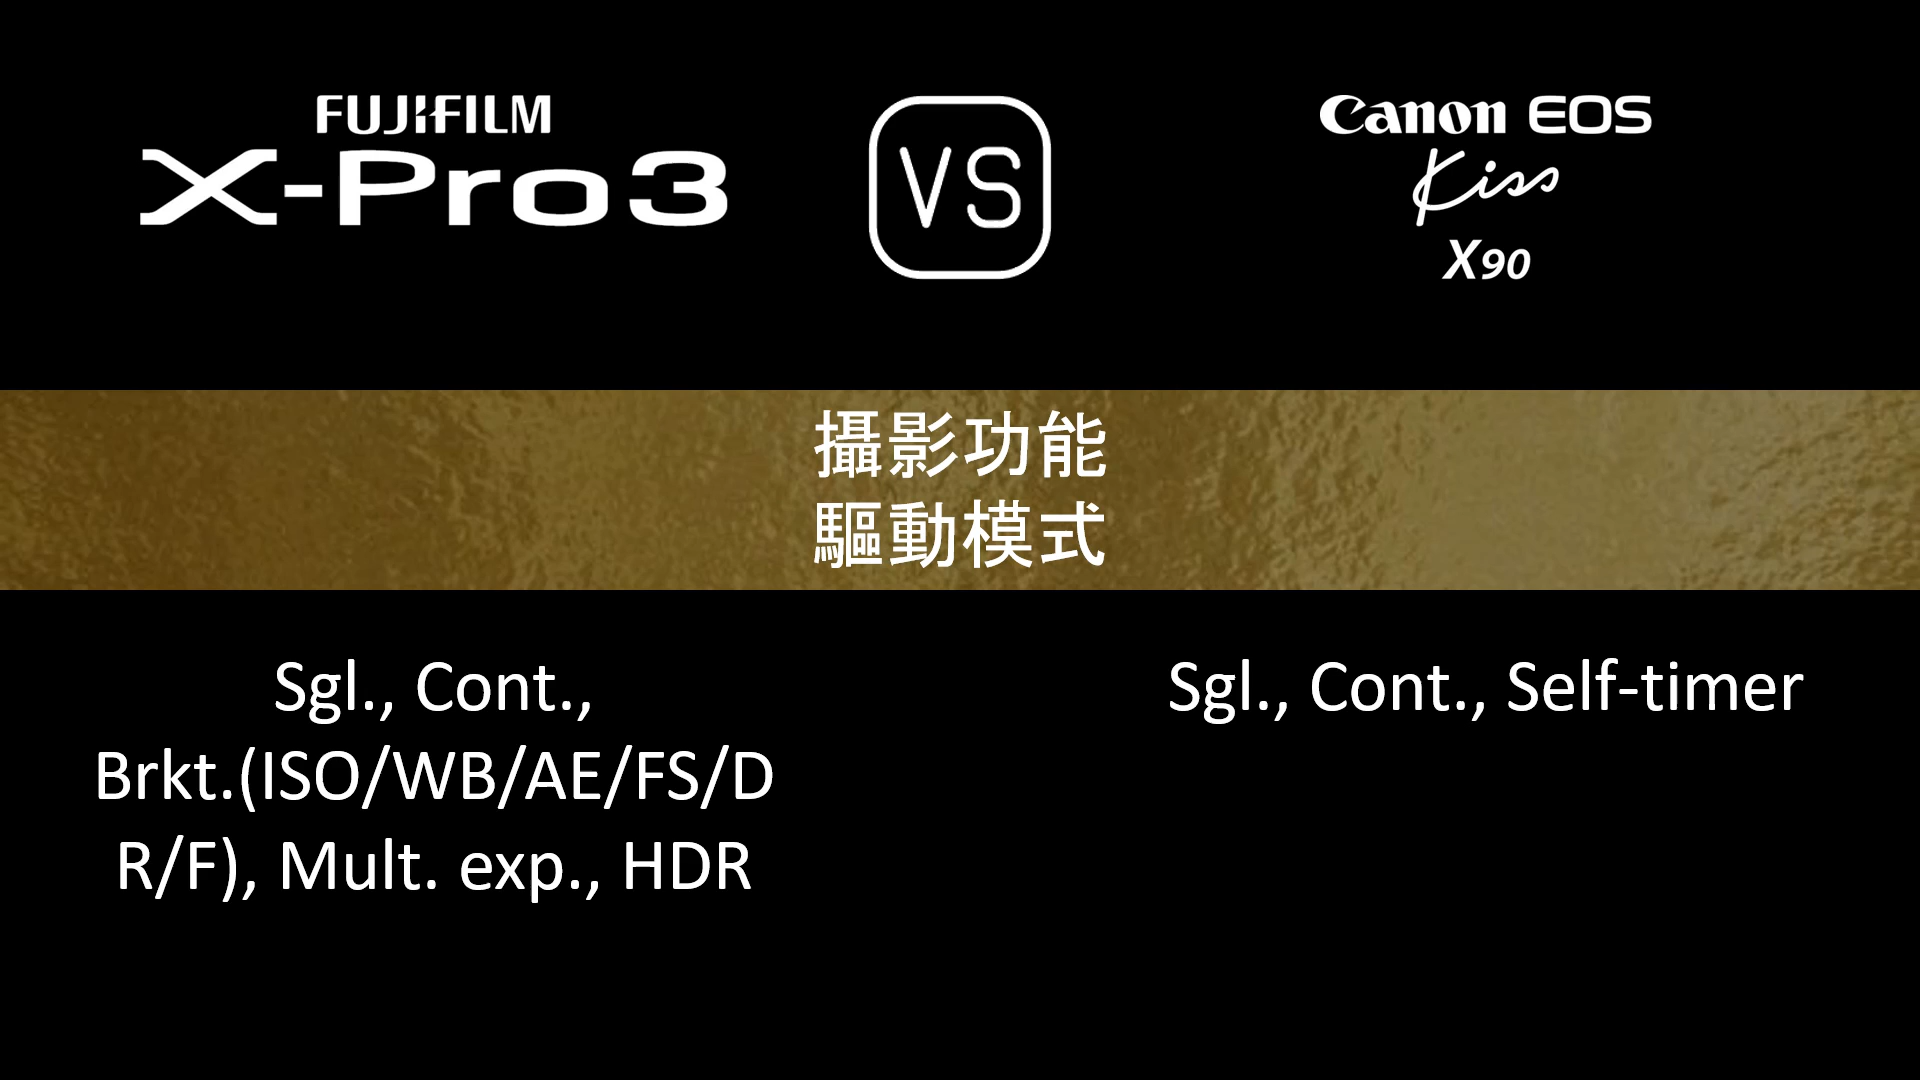 FUJIFILM
X-Pro3
VS
Canon EOS
Kiss
X90
攝影功能
驅動模式
Sgl., Cont.,
Brkt.(ISO/WB/AE/FS/D
R/F), Mult. exp., HDR
Sgl., Cont., Self-timer